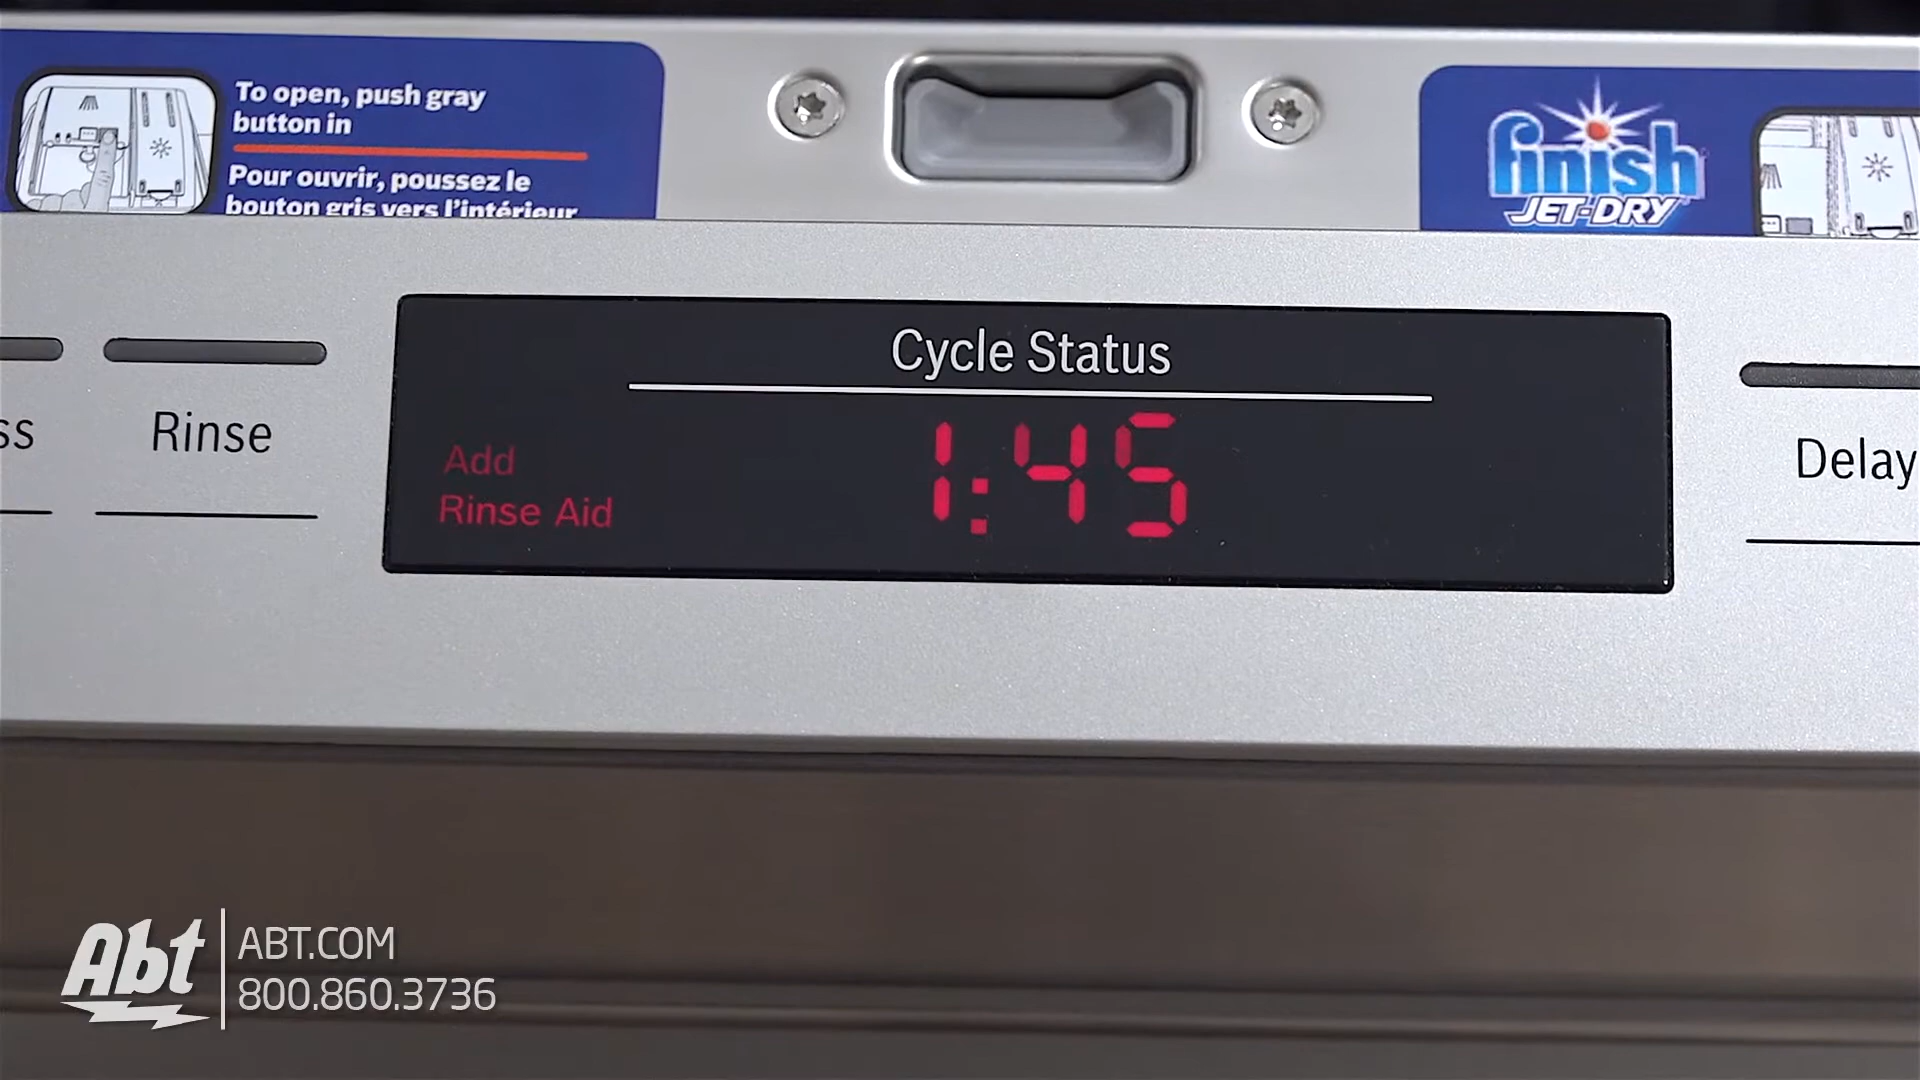 To open, push gray
button in
Pour ouvrir, poussez le
bouton gris vers l'intérieur
finish
JET-DRY
Cycle Status
ss
Rinse
Add
Rinse Aid
1:45
Delay
Abt
ABT.COM
800.860.3736